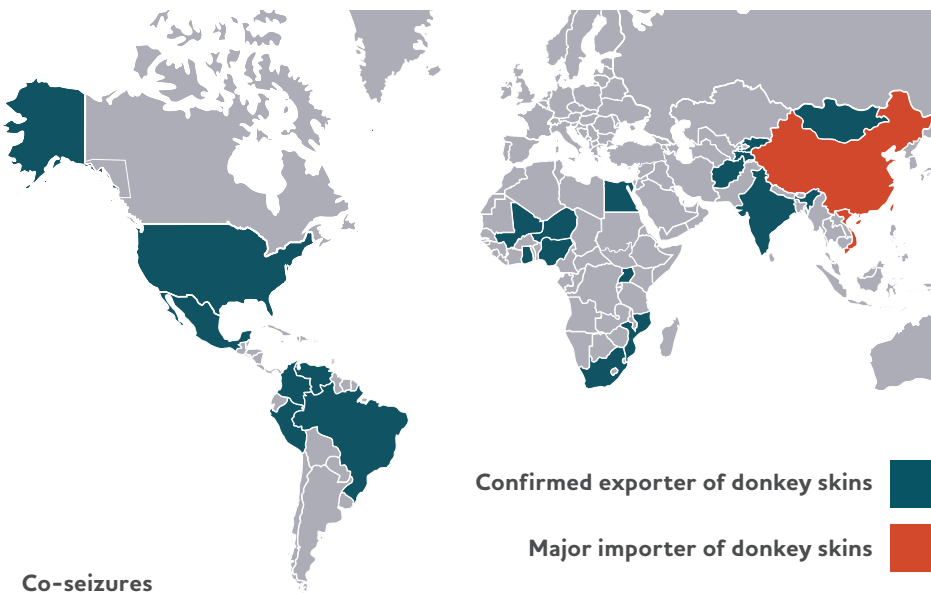 Confirmed exporter of donkey skins
Major importer of donkey skins
Co-seizures